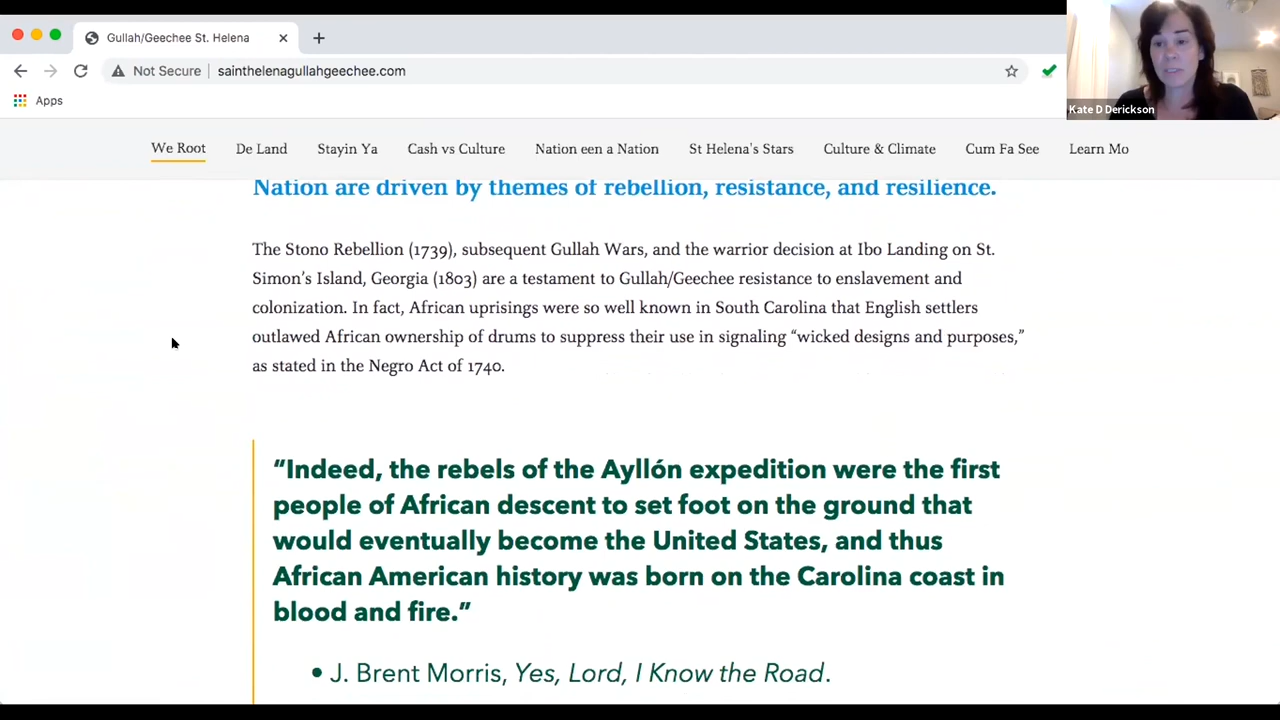 Gullah/Geechee St. Helena
Not Secure
sainthelenagullahgeechee.com
Apps
Kate D Derickson
We Root
De Land
Stayin Ya
Cash vs Culture
Nation een a Nation
St Helena's Stars
Culture & Climate
Cum Fa See
Learn Mo
Nation are driven by themes of rebellion, resistance, and resilience.
The Stono Rebellion (1739), subsequent Gullah Wars, and the warrior decision at Ibo Landing on St.
Simon's Island, Georgia (1803) are a testament to Gullah/Geechee resistance to enslavement and
colonization. In fact, African uprisings were so well known in South Carolina that English settlers
outlawed African ownership of drums to suppress their use in signaling “wicked designs and purposes,”
as stated in the Negro Act of 1740.
“Indeed, the rebels of the Ayllón expedition were the first
people of African descent to set foot on the ground that
would eventually become the United States, and thus
African American history was born on the Carolina coast in
blood and fire.”
• J. Brent Morris, Yes, Lord, I Know the Road.